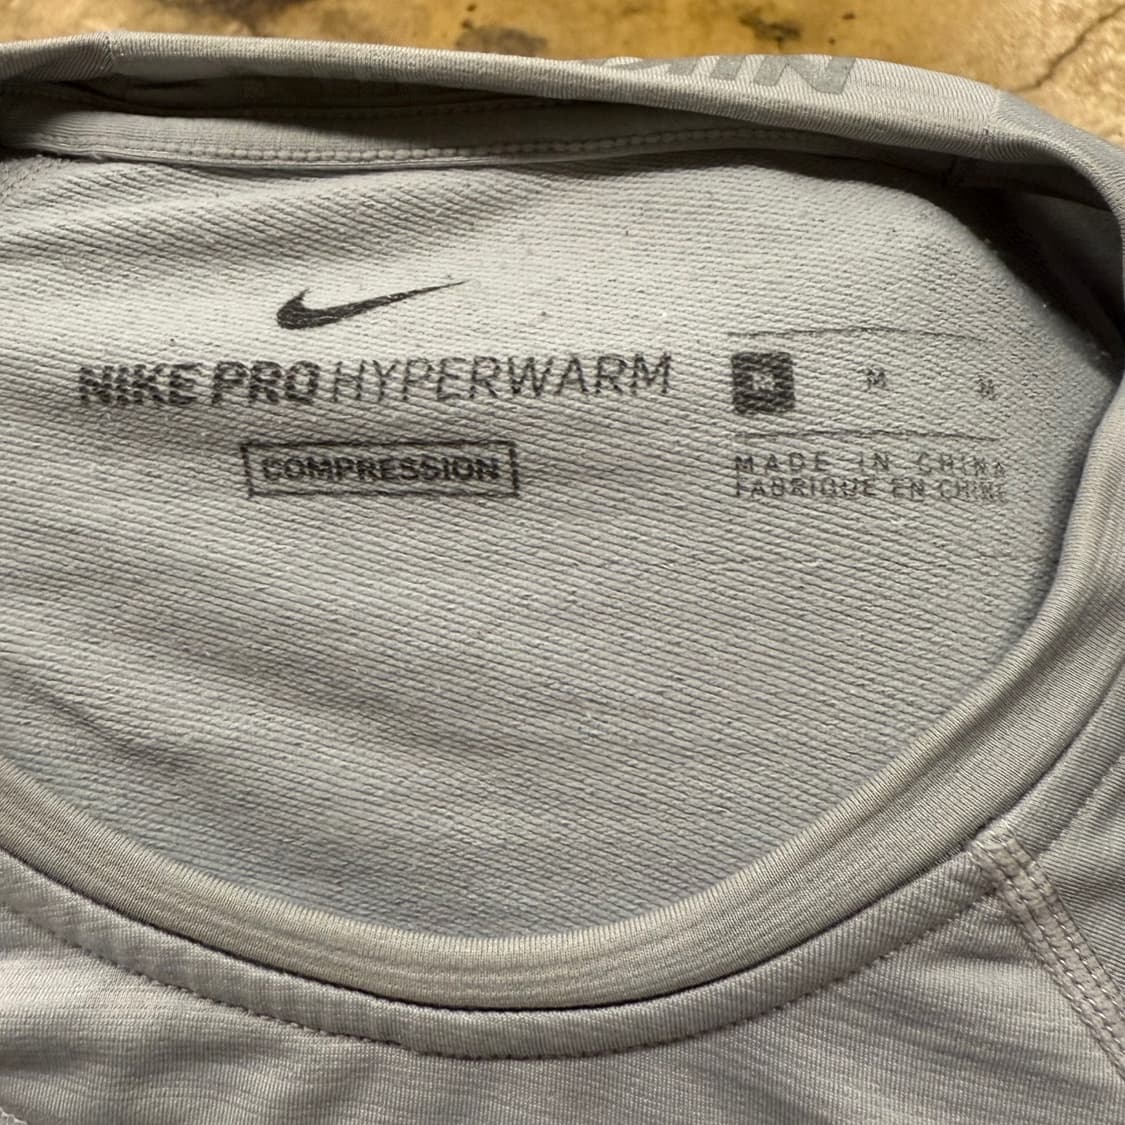 NIKE PRO HYPERWARM
COMPRESSION
M M M
MADE IN CHINA
FABRIQUE EN CHINE